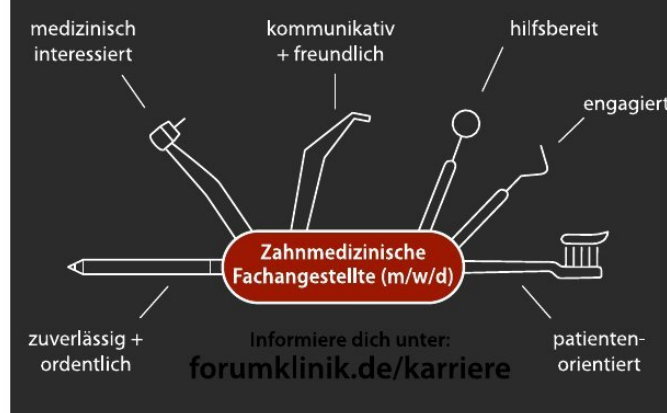 medizinisch
interessiert
kommunikativ
+ freundlich
hilfsbereit
engagiert
Zahnmedizinische
Fachangestellte (m/w/d)
zuverlässig +
ordentlich
patienten-
orientiert
Informiere dich unter:
forumklinik.de/karriere